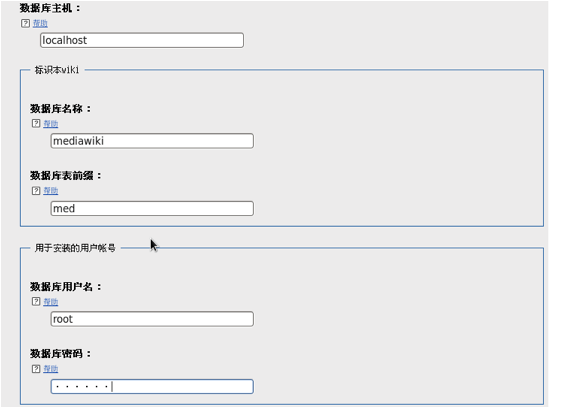 数据库主机：
? 帮助
localhost
标识本wiki
数据库名称：
? 帮助
mediawiki
数据库表前缀：
? 帮助
med
用于安装的用户帐号
数据库用户名：
? 帮助
root
数据库密码：
? 帮助
······